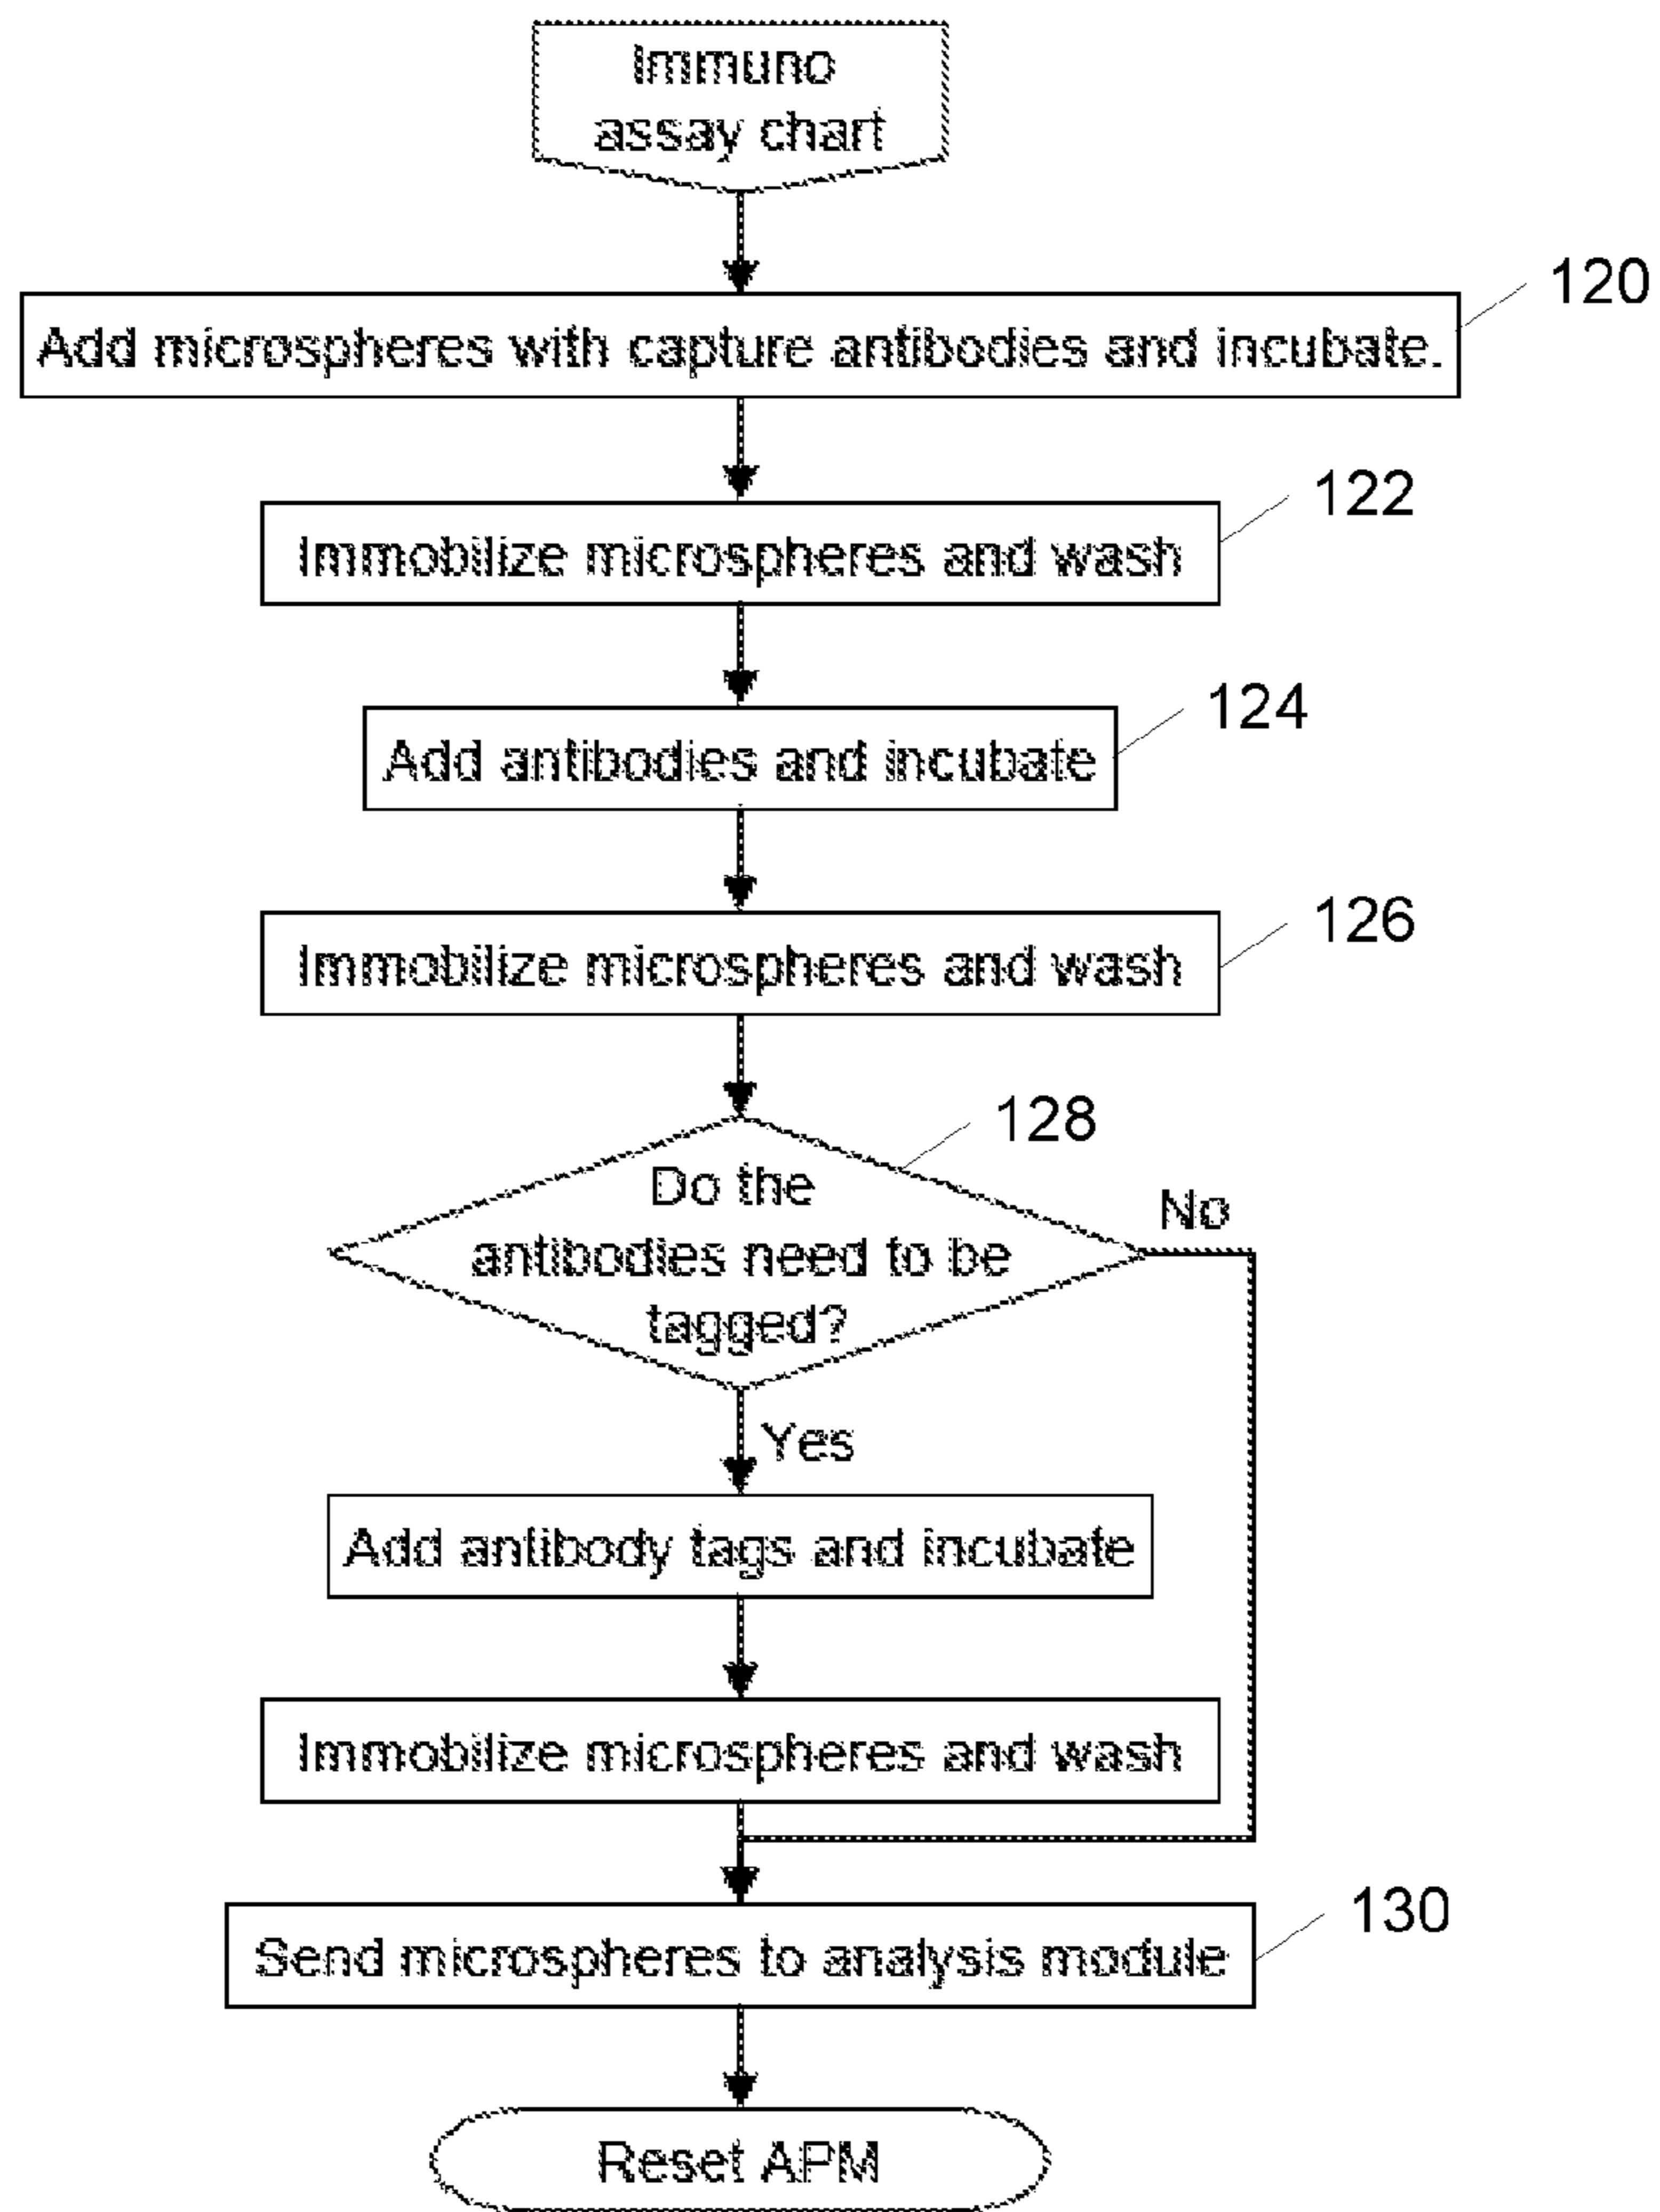 Immuno
assay chart
120
Add microspheres with capture antibodies and incubate.
122
Immobilize microspheres and wash
124
Add antibodies and incubate
126
Immobilize microspheres and wash
128
Do the
antibodies need to be
tagged?
No
Yes
Add antibody tags and incubate
Immobilize microspheres and wash
130
Send microspheres to analysis module
Reset APM